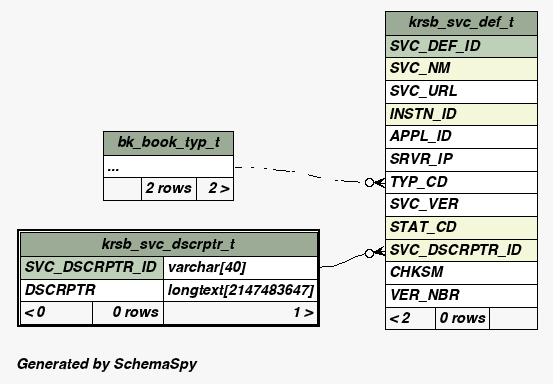 krsb_svc_def_t
SVC_DEF_ID
SVC_NM
SVC_URL
INSTN_ID
APPL_ID
SRVR_IP
TYP_CD
SVC_VER
STAT_CD
SVC_DSCRPTR_ID
CHKSM
VER_NBR
< 2 0 rows
bk_book_typ_t
...
2 rows 2 >
krsb_svc_dscrptr_t
SVC_DSCRPTR_ID varchar[40]
DSCRPTR longtext[2147483647]
< 0 0 rows 1 >
Generated by SchemaSpy